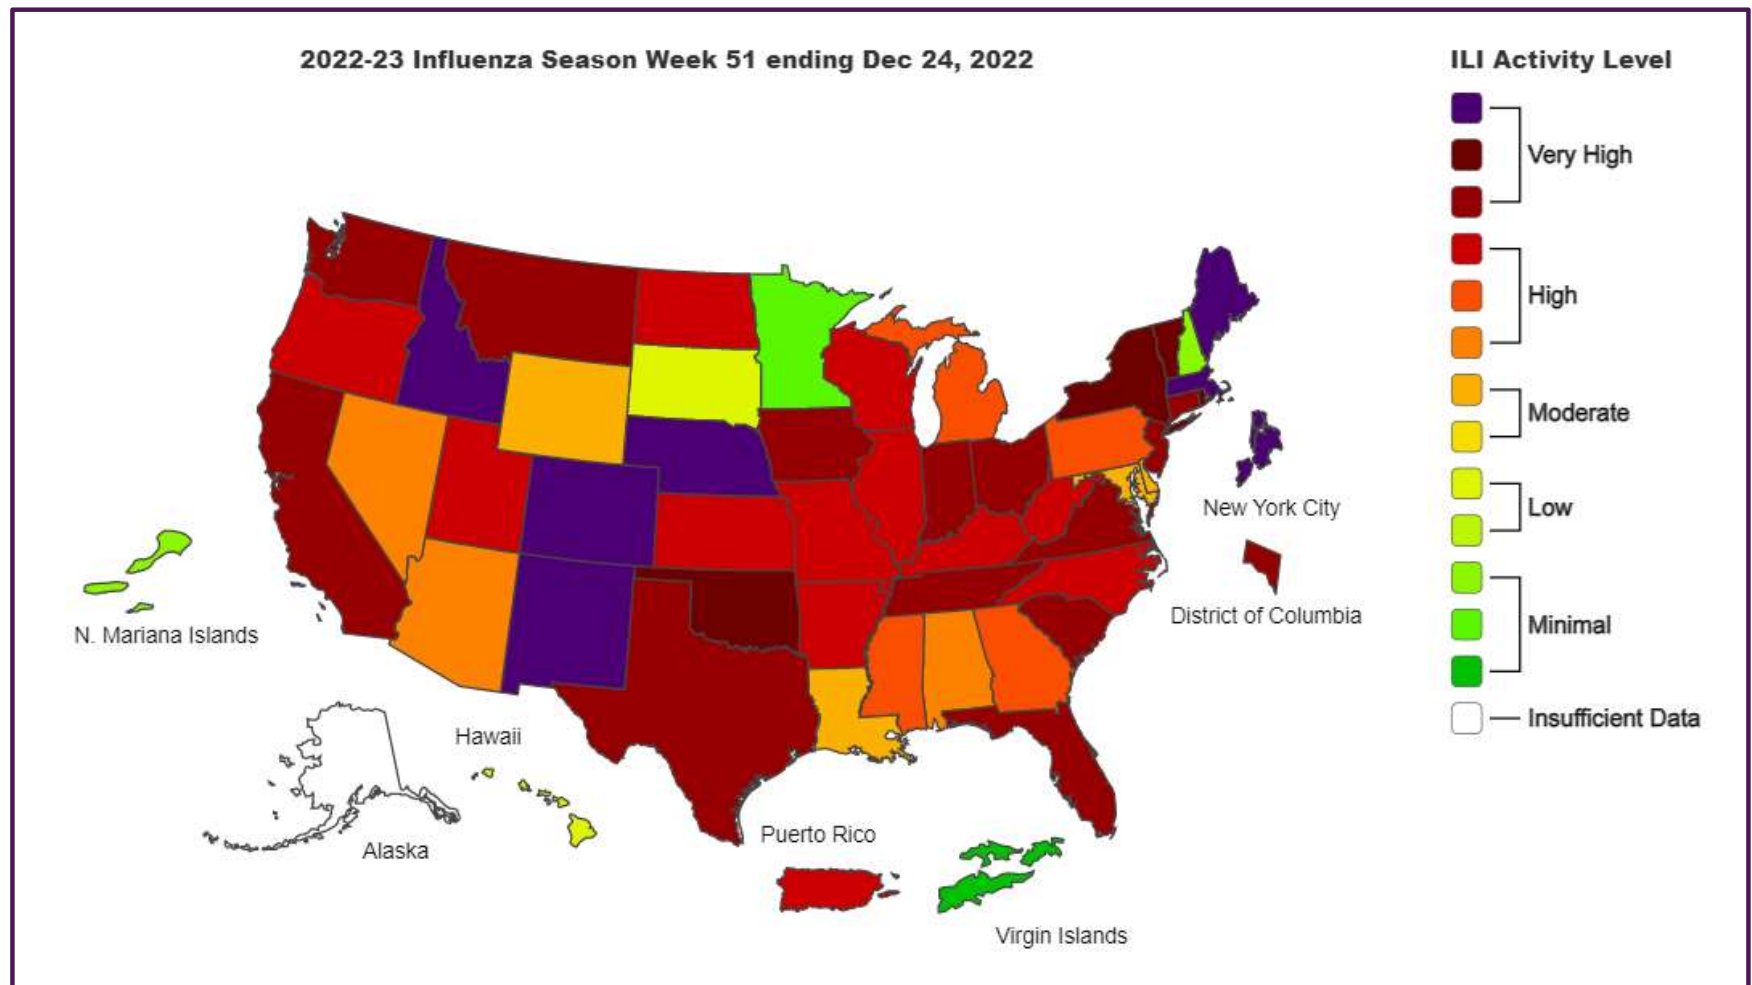 2022-23 Influenza Season Week 51 ending Dec 24, 2022
ILI Activity Level
Very High
High
Moderate
Low
Minimal
Insufficient Data
New York City
District of Columbia
N. Mariana Islands
Hawaii
Alaska
Puerto Rico
Virgin Islands